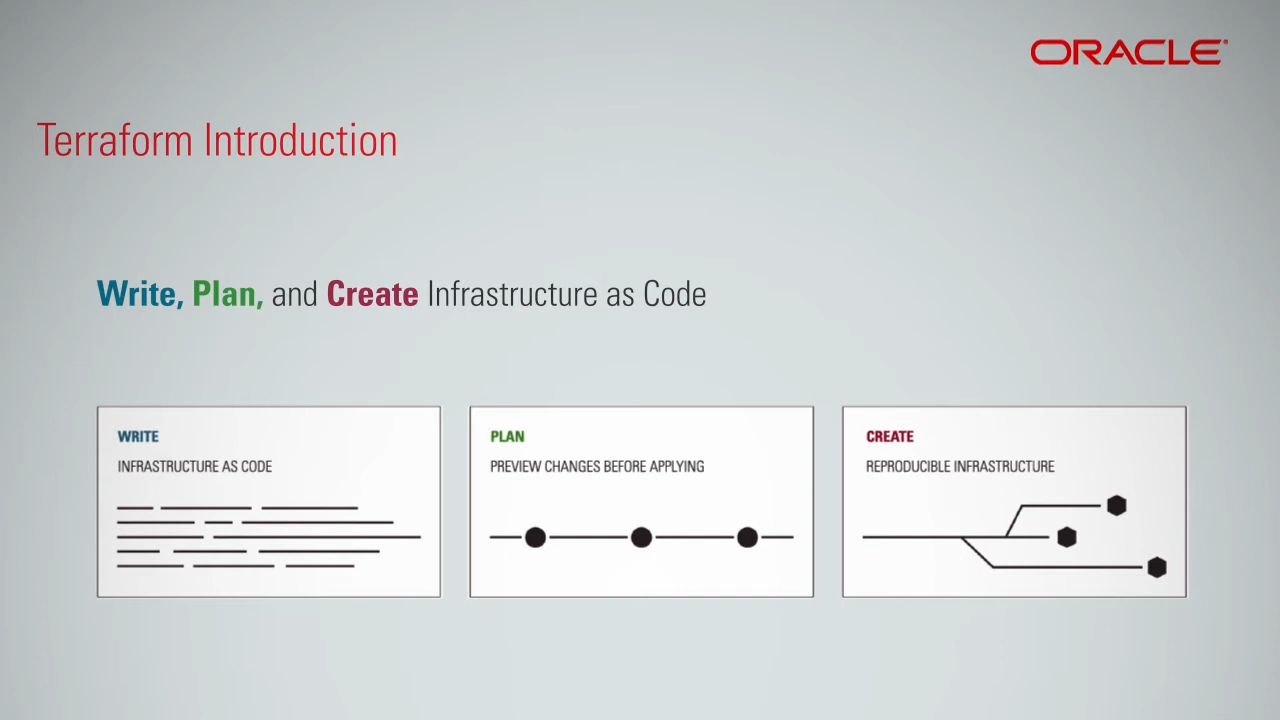 ORACLE
Terraform Introduction
Write, Plan, and Create Infrastructure as Code
WRITE
INFRASTRUCTURE AS CODE
PLAN
PREVIEW CHANGES BEFORE APPLYING
CREATE
REPRODUCIBLE INFRASTRUCTURE